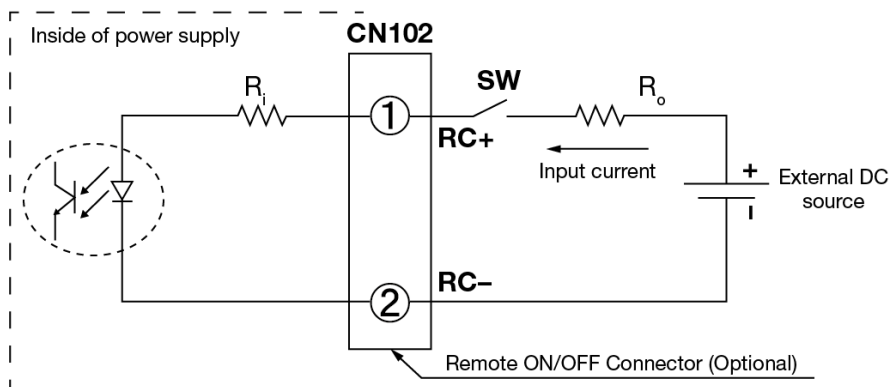 Inside of power supply
CN102
Ri
1
SW
Ro
RC+
Input current
+
External DC
source
−
RC−
2
Remote ON/OFF Connector (Optional)